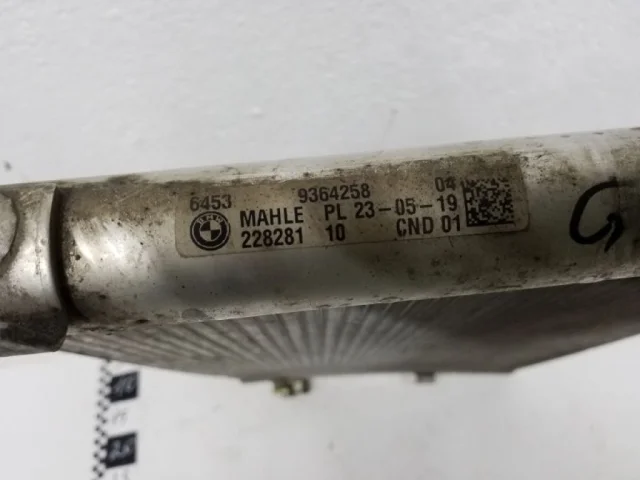 6453 9364258 04
MAHLE PL 23-05-19
228281 10 CND 01
G